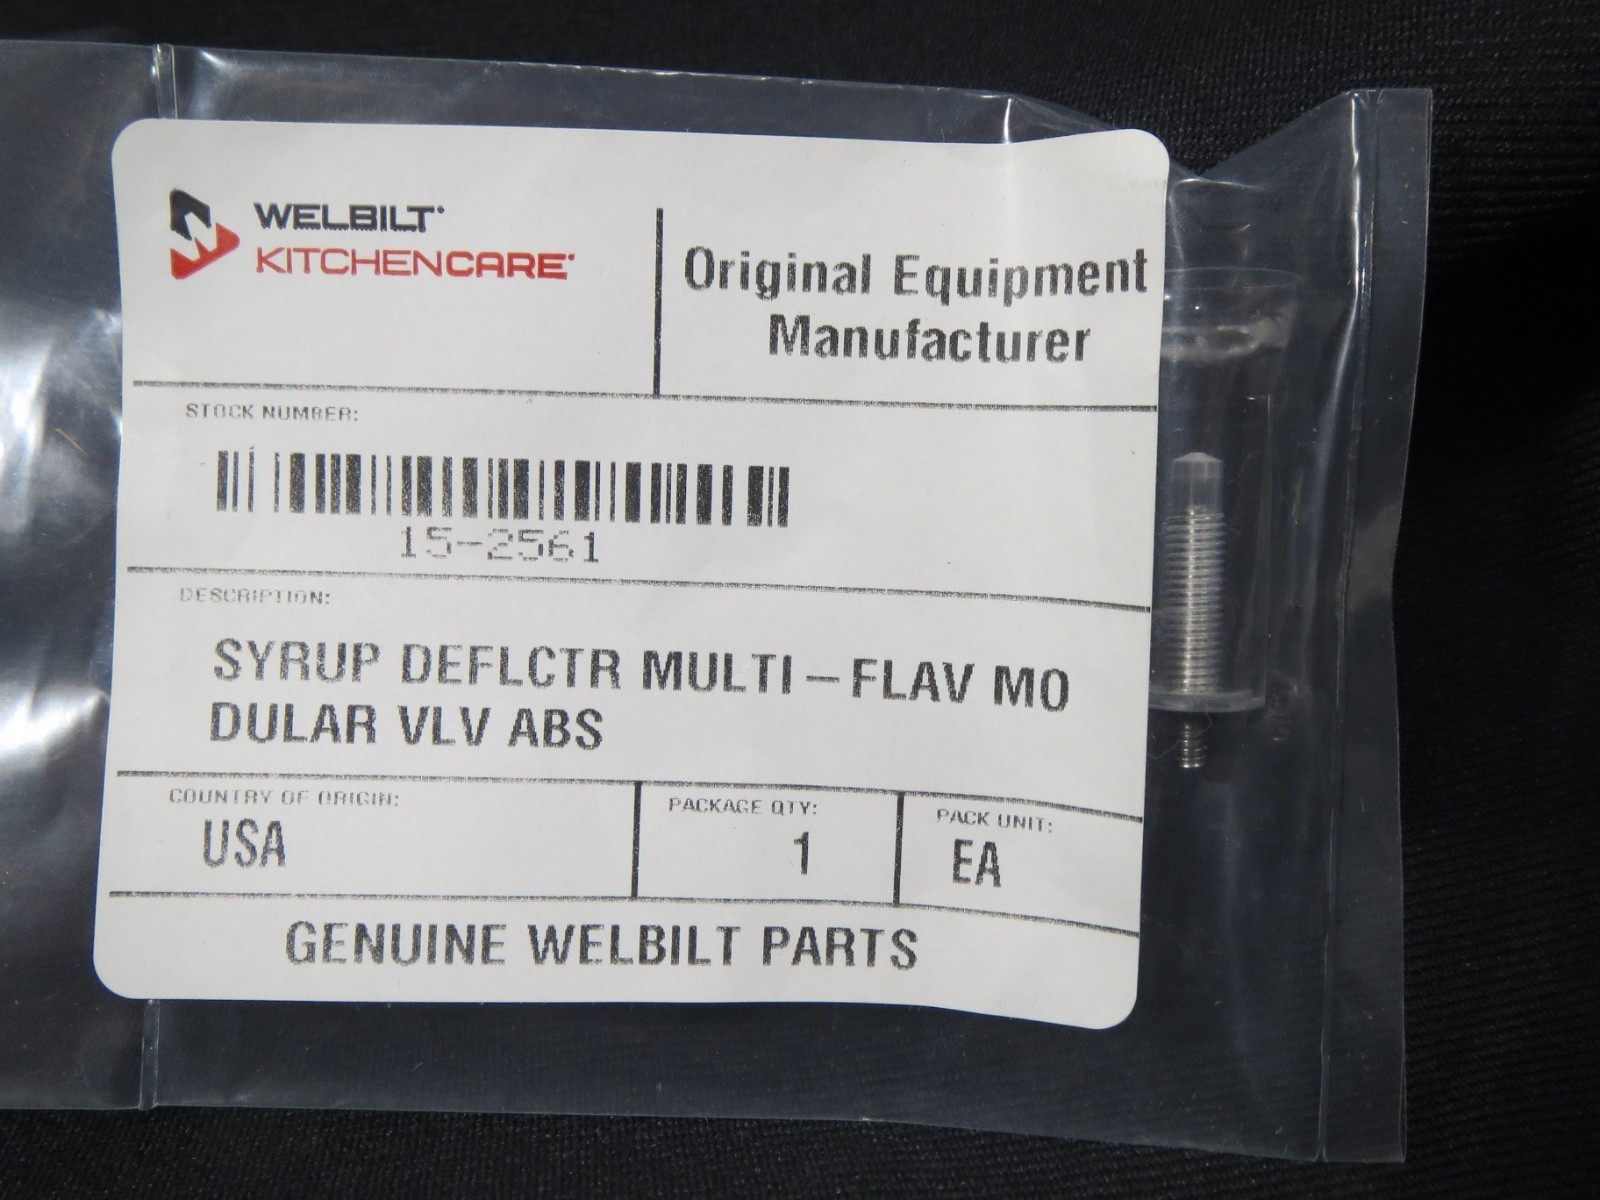 WELBILT
KITCHENCARE
Original Equipment
Manufacturer
STOCK NUMBER:
15-2561
DESCRIPTION:
SYRUP DEFLCTR MULTI-FLAV MO
DULAR VLV ABS
COUNTRY OF ORIGIN:
USA
PACKAGE QTY:
1
PACK UNIT:
EA
GENUINE WELBILT PARTS